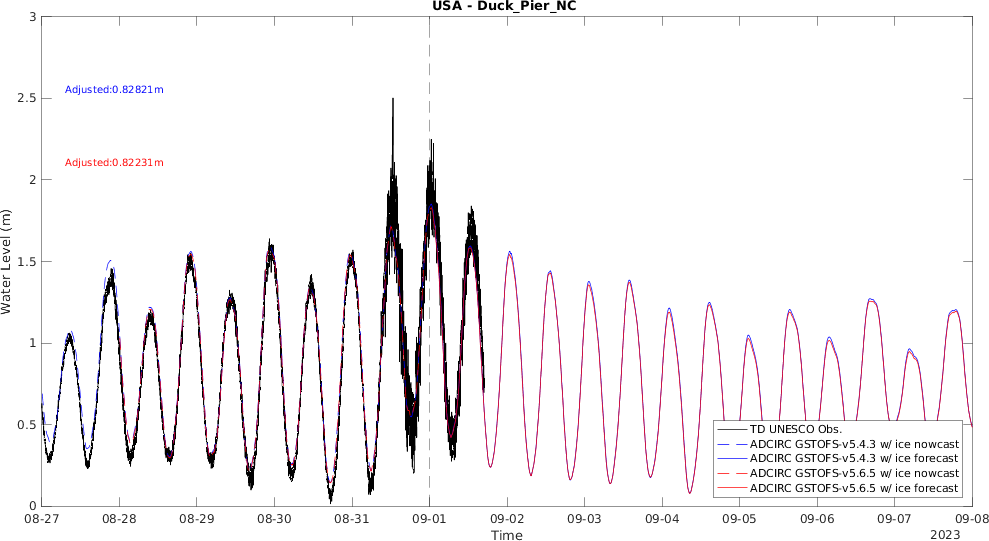 USA - Duck_Pier_NC
3
2.5
2
1.5
1
0.5
0
Water Level (m)
Adjusted:0.82821m
Adjusted:0.82231m
TD UNESCO Obs.
ADCIRC GSTOFS-v5.4.3 w/ ice nowcast
ADCIRC GSTOFS-v5.4.3 w/ ice forecast
ADCIRC GSTOFS-v5.6.5 w/ ice nowcast
ADCIRC GSTOFS-v5.6.5 w/ ice forecast
08-27 08-28 08-29 08-30 08-31 09-01 09-02 09-03 09-04 09-05 09-06 09-07 09-08
Time
2023